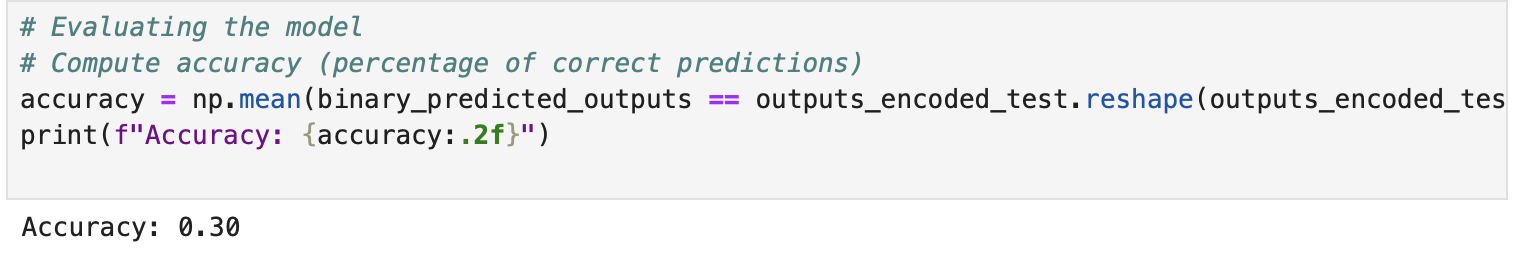 # Evaluating the model
# Compute accuracy (percentage of correct predictions)
accuracy = np.mean(binary_predicted_outputs == outputs_encoded_test.reshape(outputs_encoded_tes
print(f"Accuracy: {accuracy:.2f}")
Accuracy: 0.30